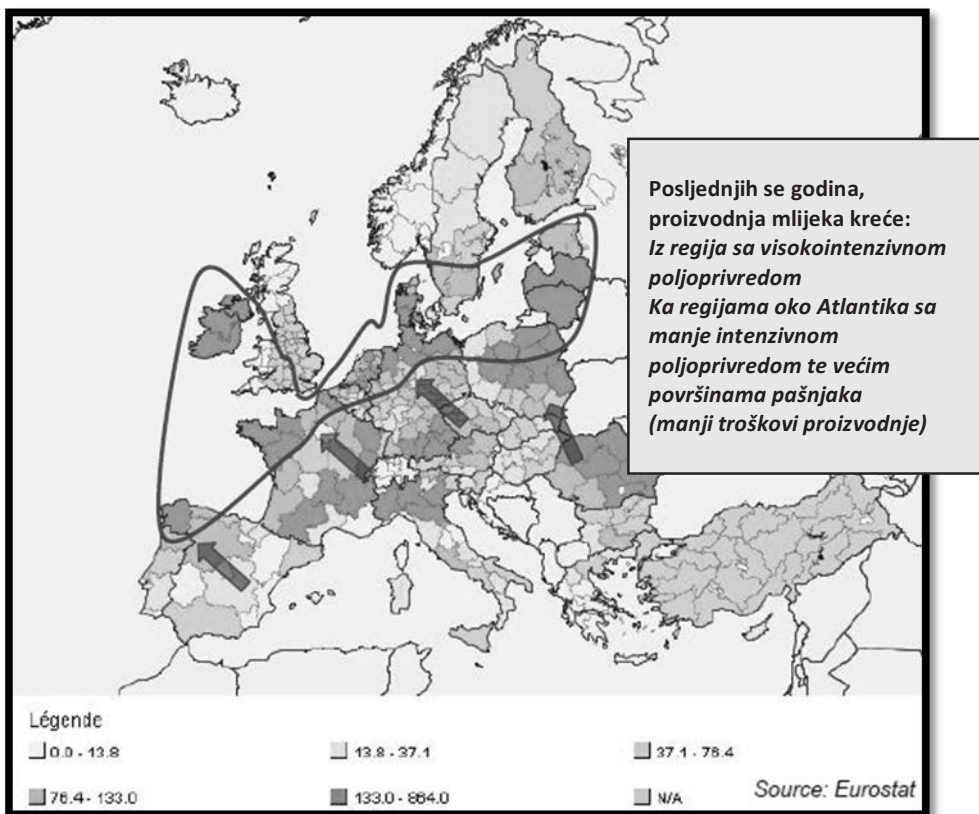 Posljednjih se godina,
proizvodnja mlijeka kreće:
Iz regija sa visokointenzivnom
poljoprivredom
Ka regijama oko Atlantika sa
manje intenzivnom
poljoprivredom te većim
površinama pašnjaka
(manji troškovi proizvodnje)
Légende
0.0 - 13.8
13.8 - 37.1
37.1 - 76.4
76.4 - 133.0
133.0 - 864.0
N/A
Source: Eurostat